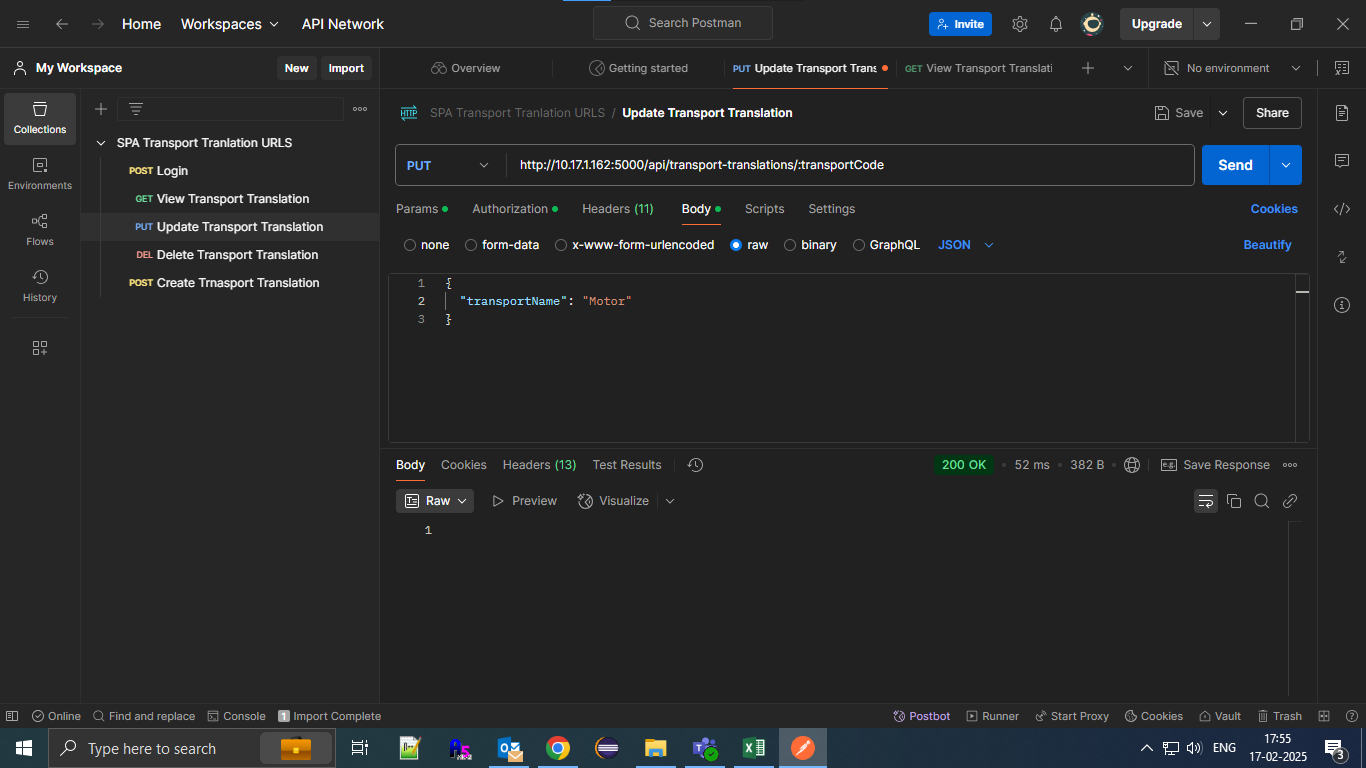 Home Workspaces API Network Search Postman Invite Upgrade
My Workspace New Import Overview Getting started PUT Update Transport Trans GET View Transport Translati No environment
Collections
Environments
Flows
History
SPA Transport Tranlation URLS
POST Login
GET View Transport Translation
PUT Update Transport Translation
DEL Delete Transport Translation
POST Create Trnasport Translation
HTTP SPA Transport Tranlation URLS / Update Transport Translation Save Share
PUT http://10.17.1.162:5000/api/transport-translations/:transportCode Send
Params Authorization Headers (11) Body Scripts Settings Cookies
none form-data x-www-form-urlencoded raw binary GraphQL JSON Beautify
1 {
2 "transportName": "Motor"
3 }
Body Cookies Headers (13) Test Results 200 OK 52 ms 382 B e.g. Save Response
Raw Preview Visualize
1
Online Find and replace Console 1 Import Complete Postbot Runner Start Proxy Cookies Vault Trash
Type here to search ENG 17:55
17-02-2025 3